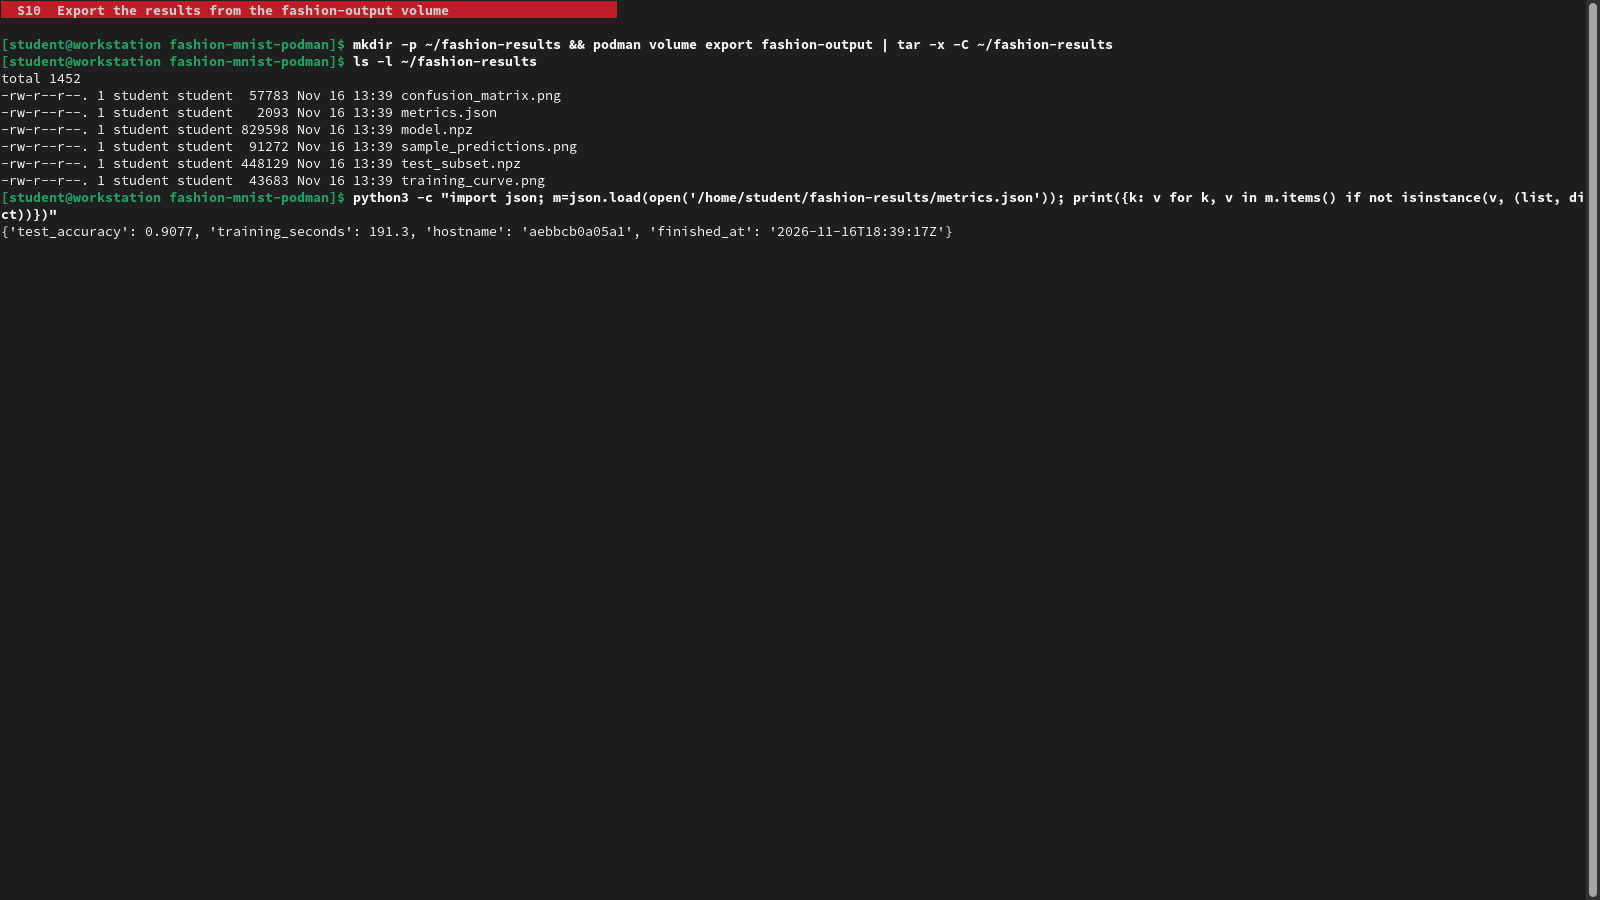 S10  Export the results from the fashion-output volume
[student@workstation fashion-mnist-podman]$ mkdir -p ~/fashion-results && podman volume export fashion-output | tar -x -C ~/fashion-results
[student@workstation fashion-mnist-podman]$ ls -l ~/fashion-results
total 1452
-rw-r--r--. 1 student student  57783 Nov 16 13:39 confusion_matrix.png
-rw-r--r--. 1 student student   2093 Nov 16 13:39 metrics.json
-rw-r--r--. 1 student student 829598 Nov 16 13:39 model.npz
-rw-r--r--. 1 student student  91272 Nov 16 13:39 sample_predictions.png
-rw-r--r--. 1 student student 448129 Nov 16 13:39 test_subset.npz
-rw-r--r--. 1 student student  43683 Nov 16 13:39 training_curve.png
[student@workstation fashion-mnist-podman]$ python3 -c "import json; m=json.load(open('/home/student/fashion-results/metrics.json')); print({k: v for k, v in m.items() if not isinstance(v, (list, di
ct))})"
{'test_accuracy': 0.9077, 'training_seconds': 191.3, 'hostname': 'aebbcb0a05a1', 'finished_at': '2026-11-16T18:39:17Z'}